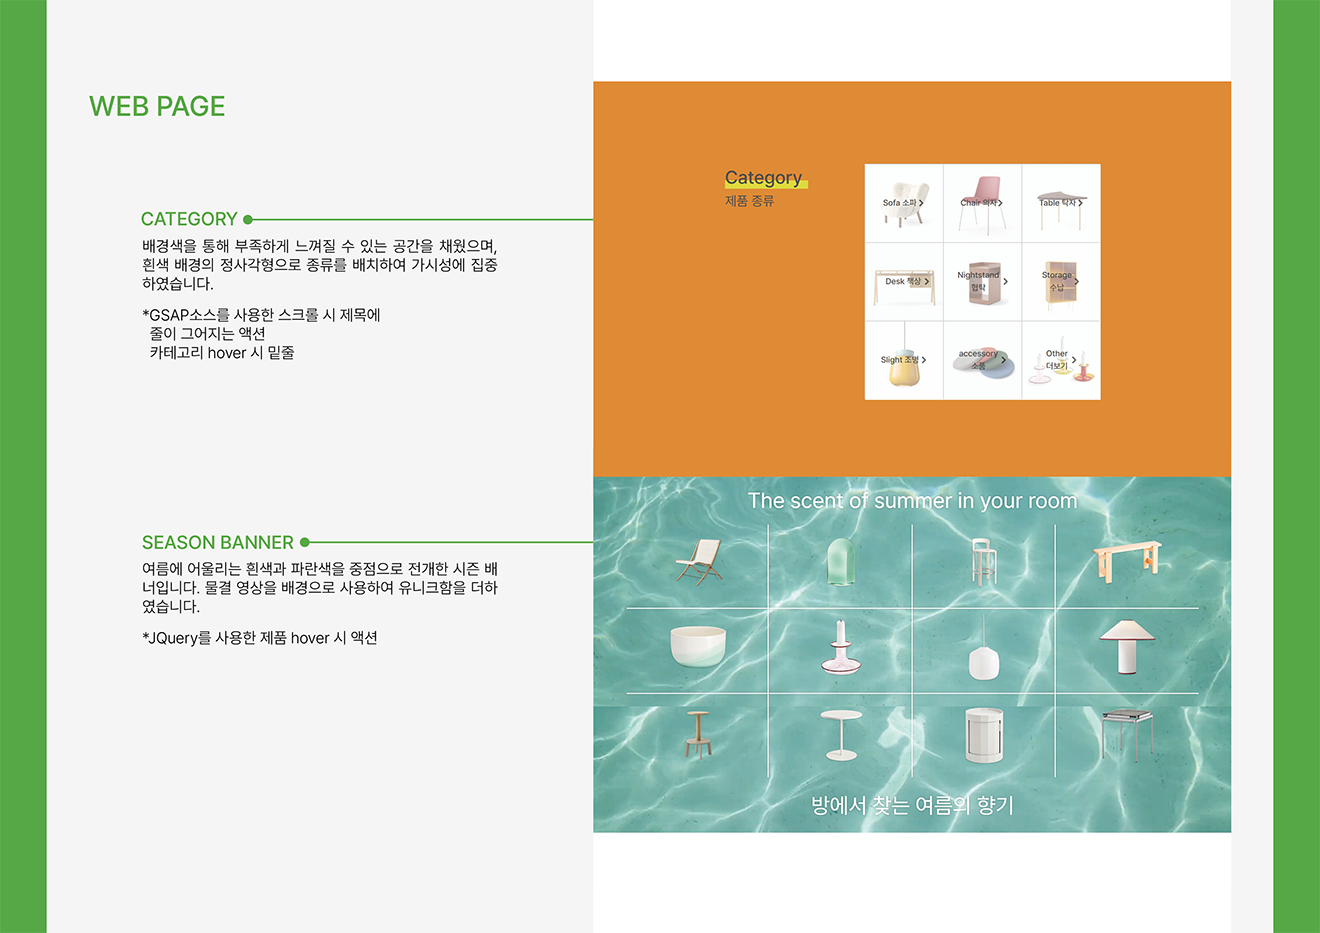 WEB PAGE
CATEGORY
배경색을 통해 부족하게 느껴질 수 있는 공간을 채웠으며,
흰색 배경의 정사각형으로 종류를 배치하여 가시성에 집중
하였습니다.
*GSAP소스를 사용한 스크롤 시 제목에
줄이 그어지는 액션
카테고리 hover 시 밑줄
SEASON BANNER
여름에 어울리는 흰색과 파란색을 중점으로 전개한 시즌 배
너입니다. 물결 영상을 배경으로 사용하여 유니크함을 더하
였습니다.
*JQuery를 사용한 제품 hover 시 액션
Category
제품 종류
Sofa 소파 >
Chair 의자 >
Table 탁자 >
Desk 책상 >
Nightstand
협탁 >
Storage
수납 >
Slight 조명 >
accessory
소품 >
Other
더보기 >
The scent of summer in your room
방에서 찾는 여름의 향기